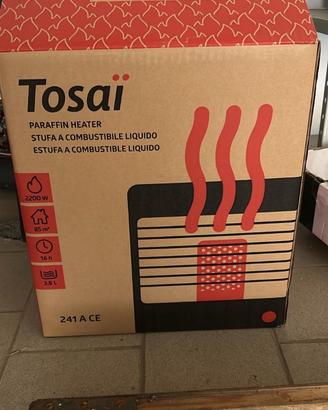 Tosaï
PARAFFIN HEATER
STUFA A COMBUSTIBILE LIQUIDO
ESTUFA A COMBUSTIBLE LIQUIDO
2200 W
85 m³
16 h
3.8 L
241 A CE